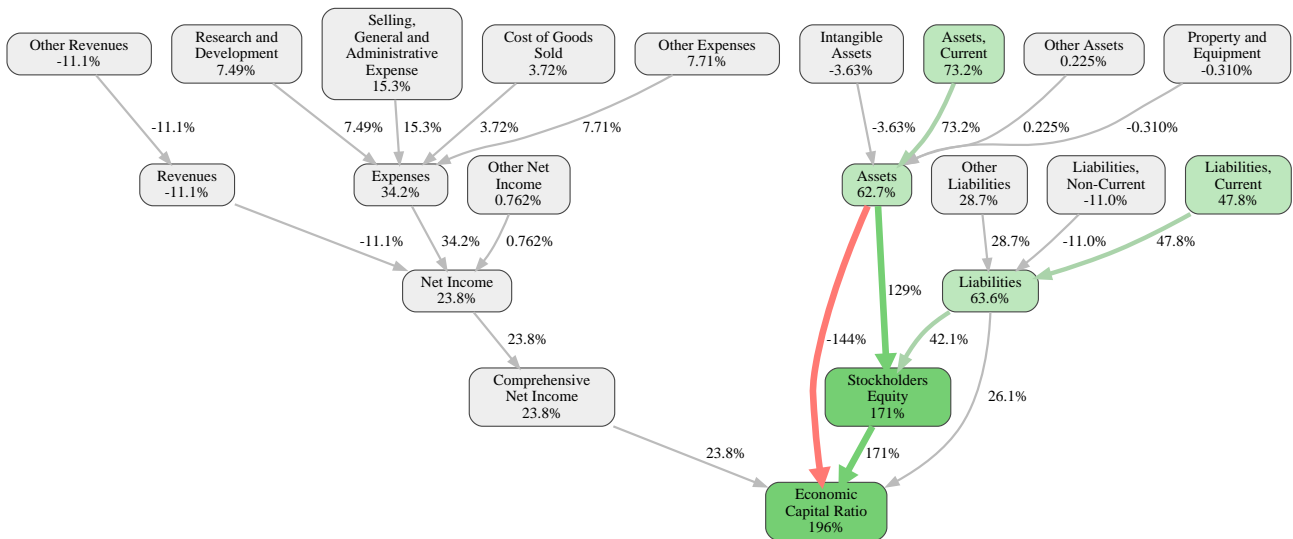 Other Revenues
-11.1%
Research and
Development
7.49%
Selling,
General and
Administrative
Expense
15.3%
Cost of Goods
Sold
3.72%
Other Expenses
7.71%
Intangible
Assets
-3.63%
Assets,
Current
73.2%
Other Assets
0.225%
Property and
Equipment
-0.310%
-11.1%
7.49%
15.3%
3.72%
7.71%
-3.63%
73.2%
0.225%
-0.310%
Revenues
-11.1%
Expenses
34.2%
Other Net
Income
0.762%
Assets
62.7%
Other
Liabilities
28.7%
Liabilities,
Non-Current
-11.0%
Liabilities,
Current
47.8%
-11.1%
34.2%
0.762%
28.7%
-11.0%
47.8%
Net Income
23.8%
Liabilities
63.6%
129%
23.8%
-144%
42.1%
Comprehensive
Net Income
23.8%
Stockholders
Equity
171%
26.1%
23.8%
171%
Economic
Capital Ratio
196%